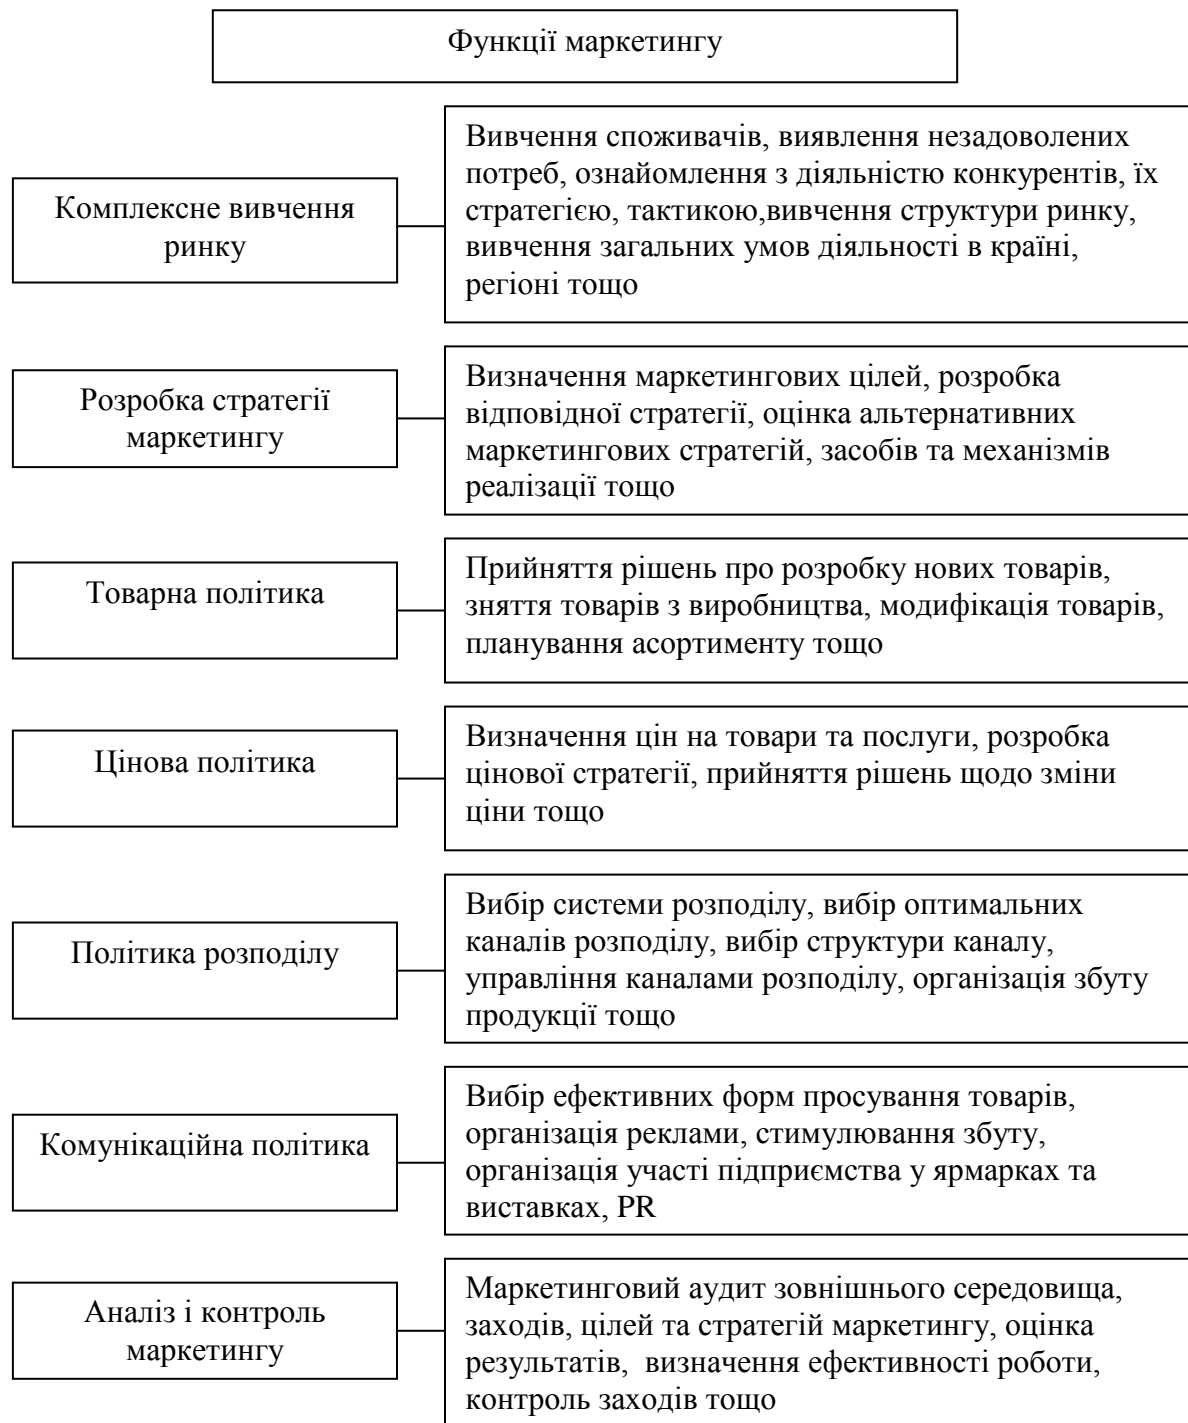 Функції маркетингу
Комплексне вивчення
ринку
Вивчення споживачів, виявлення незадоволених
потреб, ознайомлення з діяльністю конкурентів, їх
стратегією, тактикою,вивчення структури ринку,
вивчення загальних умов діяльності в країні,
регіоні тощо
Розробка стратегії
маркетингу
Визначення маркетингових цілей, розробка
відповідної стратегії, оцінка альтернативних
маркетингових стратегій, засобів та механізмів
реалізації тощо
Товарна політика
Прийняття рішень про розробку нових товарів,
зняття товарів з виробництва, модифікація товарів,
планування асортименту тощо
Цінова політика
Визначення цін на товари та послуги, розробка
цінової стратегії, прийняття рішень щодо зміни
ціни тощо
Політика розподілу
Вибір системи розподілу, вибір оптимальних
каналів розподілу, вибір структури каналу,
управління каналами розподілу, організація збуту
продукції тощо
Комунікаційна політика
Вибір ефективних форм просування товарів,
організація реклами, стимулювання збуту,
організація участі підприємства у ярмарках та
виставках, PR
Аналіз і контроль
маркетингу
Маркетинговий аудит зовнішнього середовища,
заходів, цілей та стратегій маркетингу, оцінка
результатів,  визначення ефективності роботи,
контроль заходів тощо